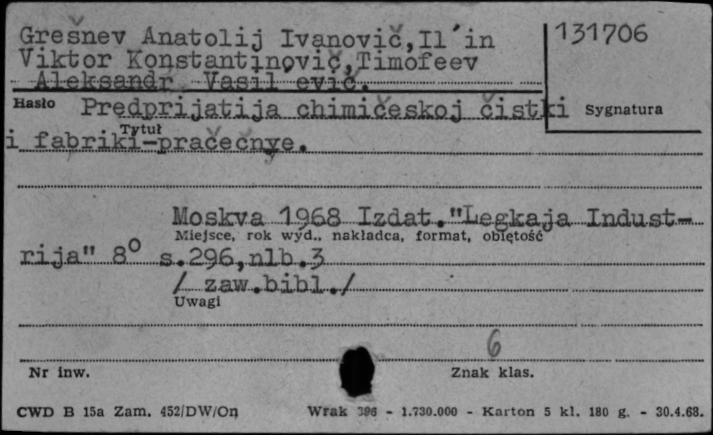 Grešnev Anatolij Ivanovič,Il´in
131706
Viktor Konstantinovič,Timofeev
Aleksandr Vasil evič.
Hasło Predprijatija chimičeskoj čistki Sygnatura
Tytuł
i fabriki-pračečnye.
Moskva 1968 Izdat."Legkaja Indust-
Miejsce, rok wyd., nakładca, format, objętość
rija" 8° s.296,nlb.3
/ zaw.bibl./
Uwagi
6
Nr inw. Znak klas.
CWD B 15a Zam. 452/DW/On Wrak 396 - 1.730.000 - Karton 5 kl. 180 g. - 30.4.68.